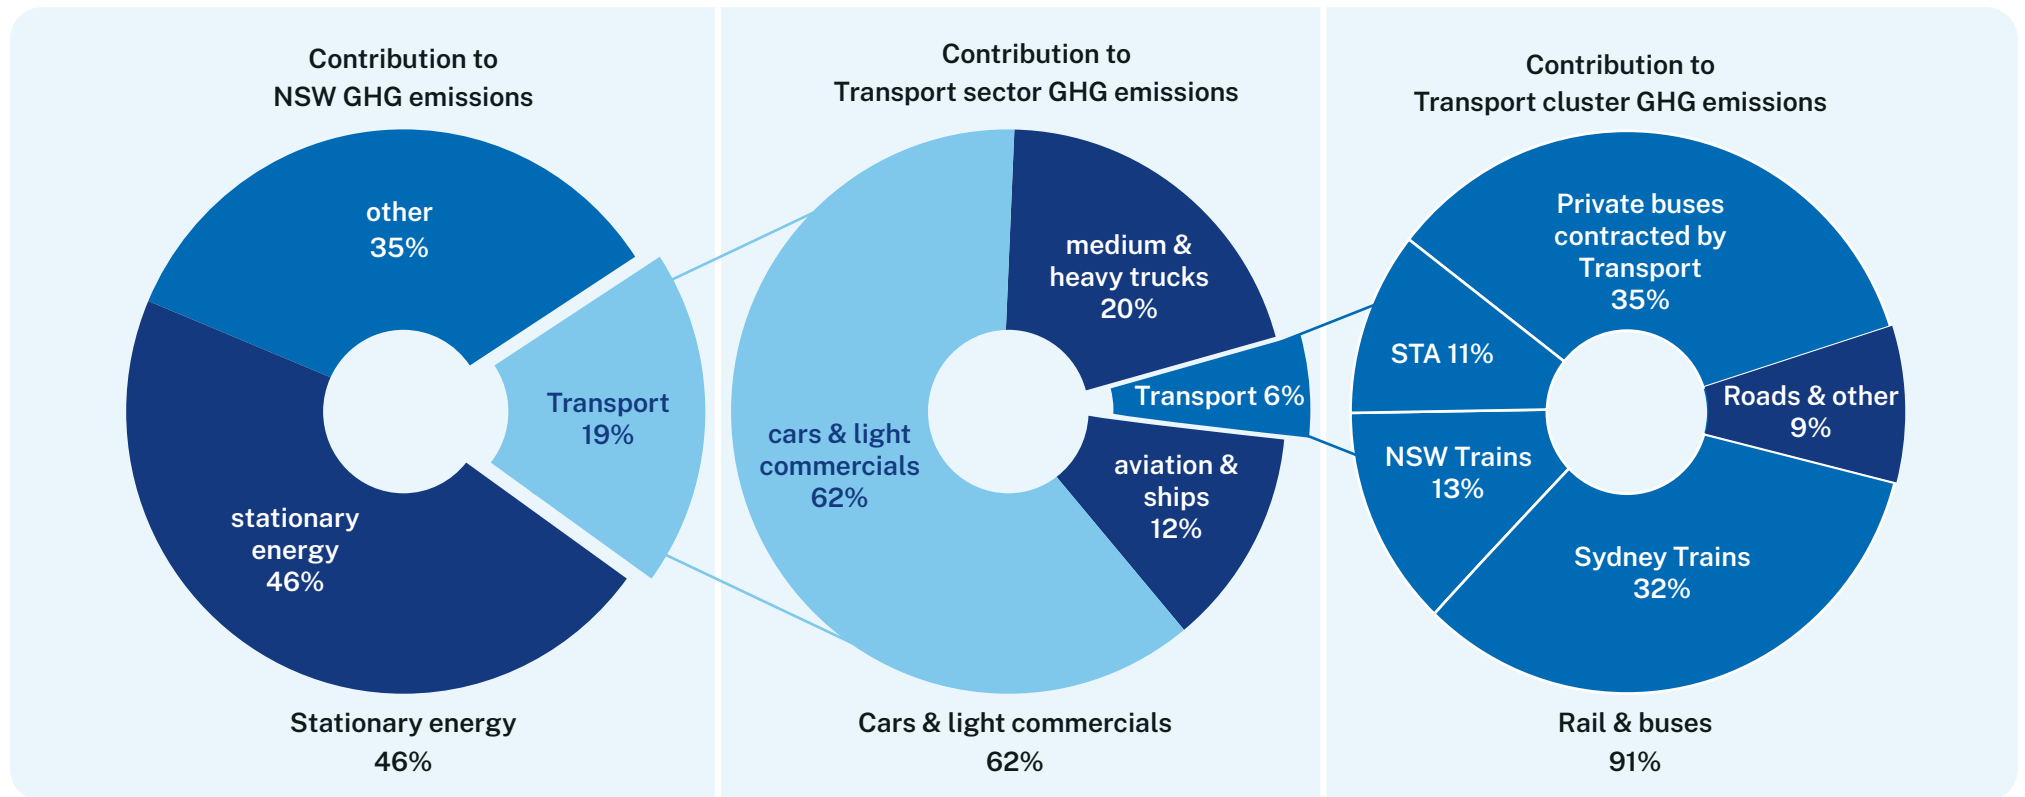 Contribution to
NSW GHG emissions
other
35%
Transport
19%
stationary
energy
46%
Stationary energy
46%
Contribution to
Transport sector GHG emissions
medium &
heavy trucks
20%
Transport 6%
cars & light
commercials
62%
aviation &
ships
12%
Cars & light commercials
62%
Contribution to
Transport cluster GHG emissions
Private buses
contracted by
Transport
35%
STA 11%
Roads & other
9%
NSW Trains
13%
Sydney Trains
32%
Rail & buses
91%